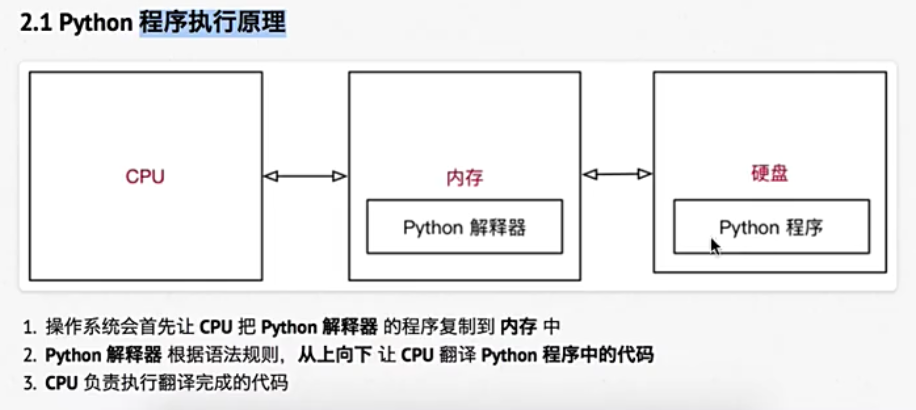 2.1 Python 程序执行原理
CPU
内存
Python 解释器
硬盘
Python 程序
1. 操作系统会首先让 CPU 把 Python 解释器 的程序复制到 内存 中
2. Python 解释器 根据语法规则，从上向下 让 CPU 翻译 Python 程序中的代码
3. CPU 负责执行翻译完成的代码